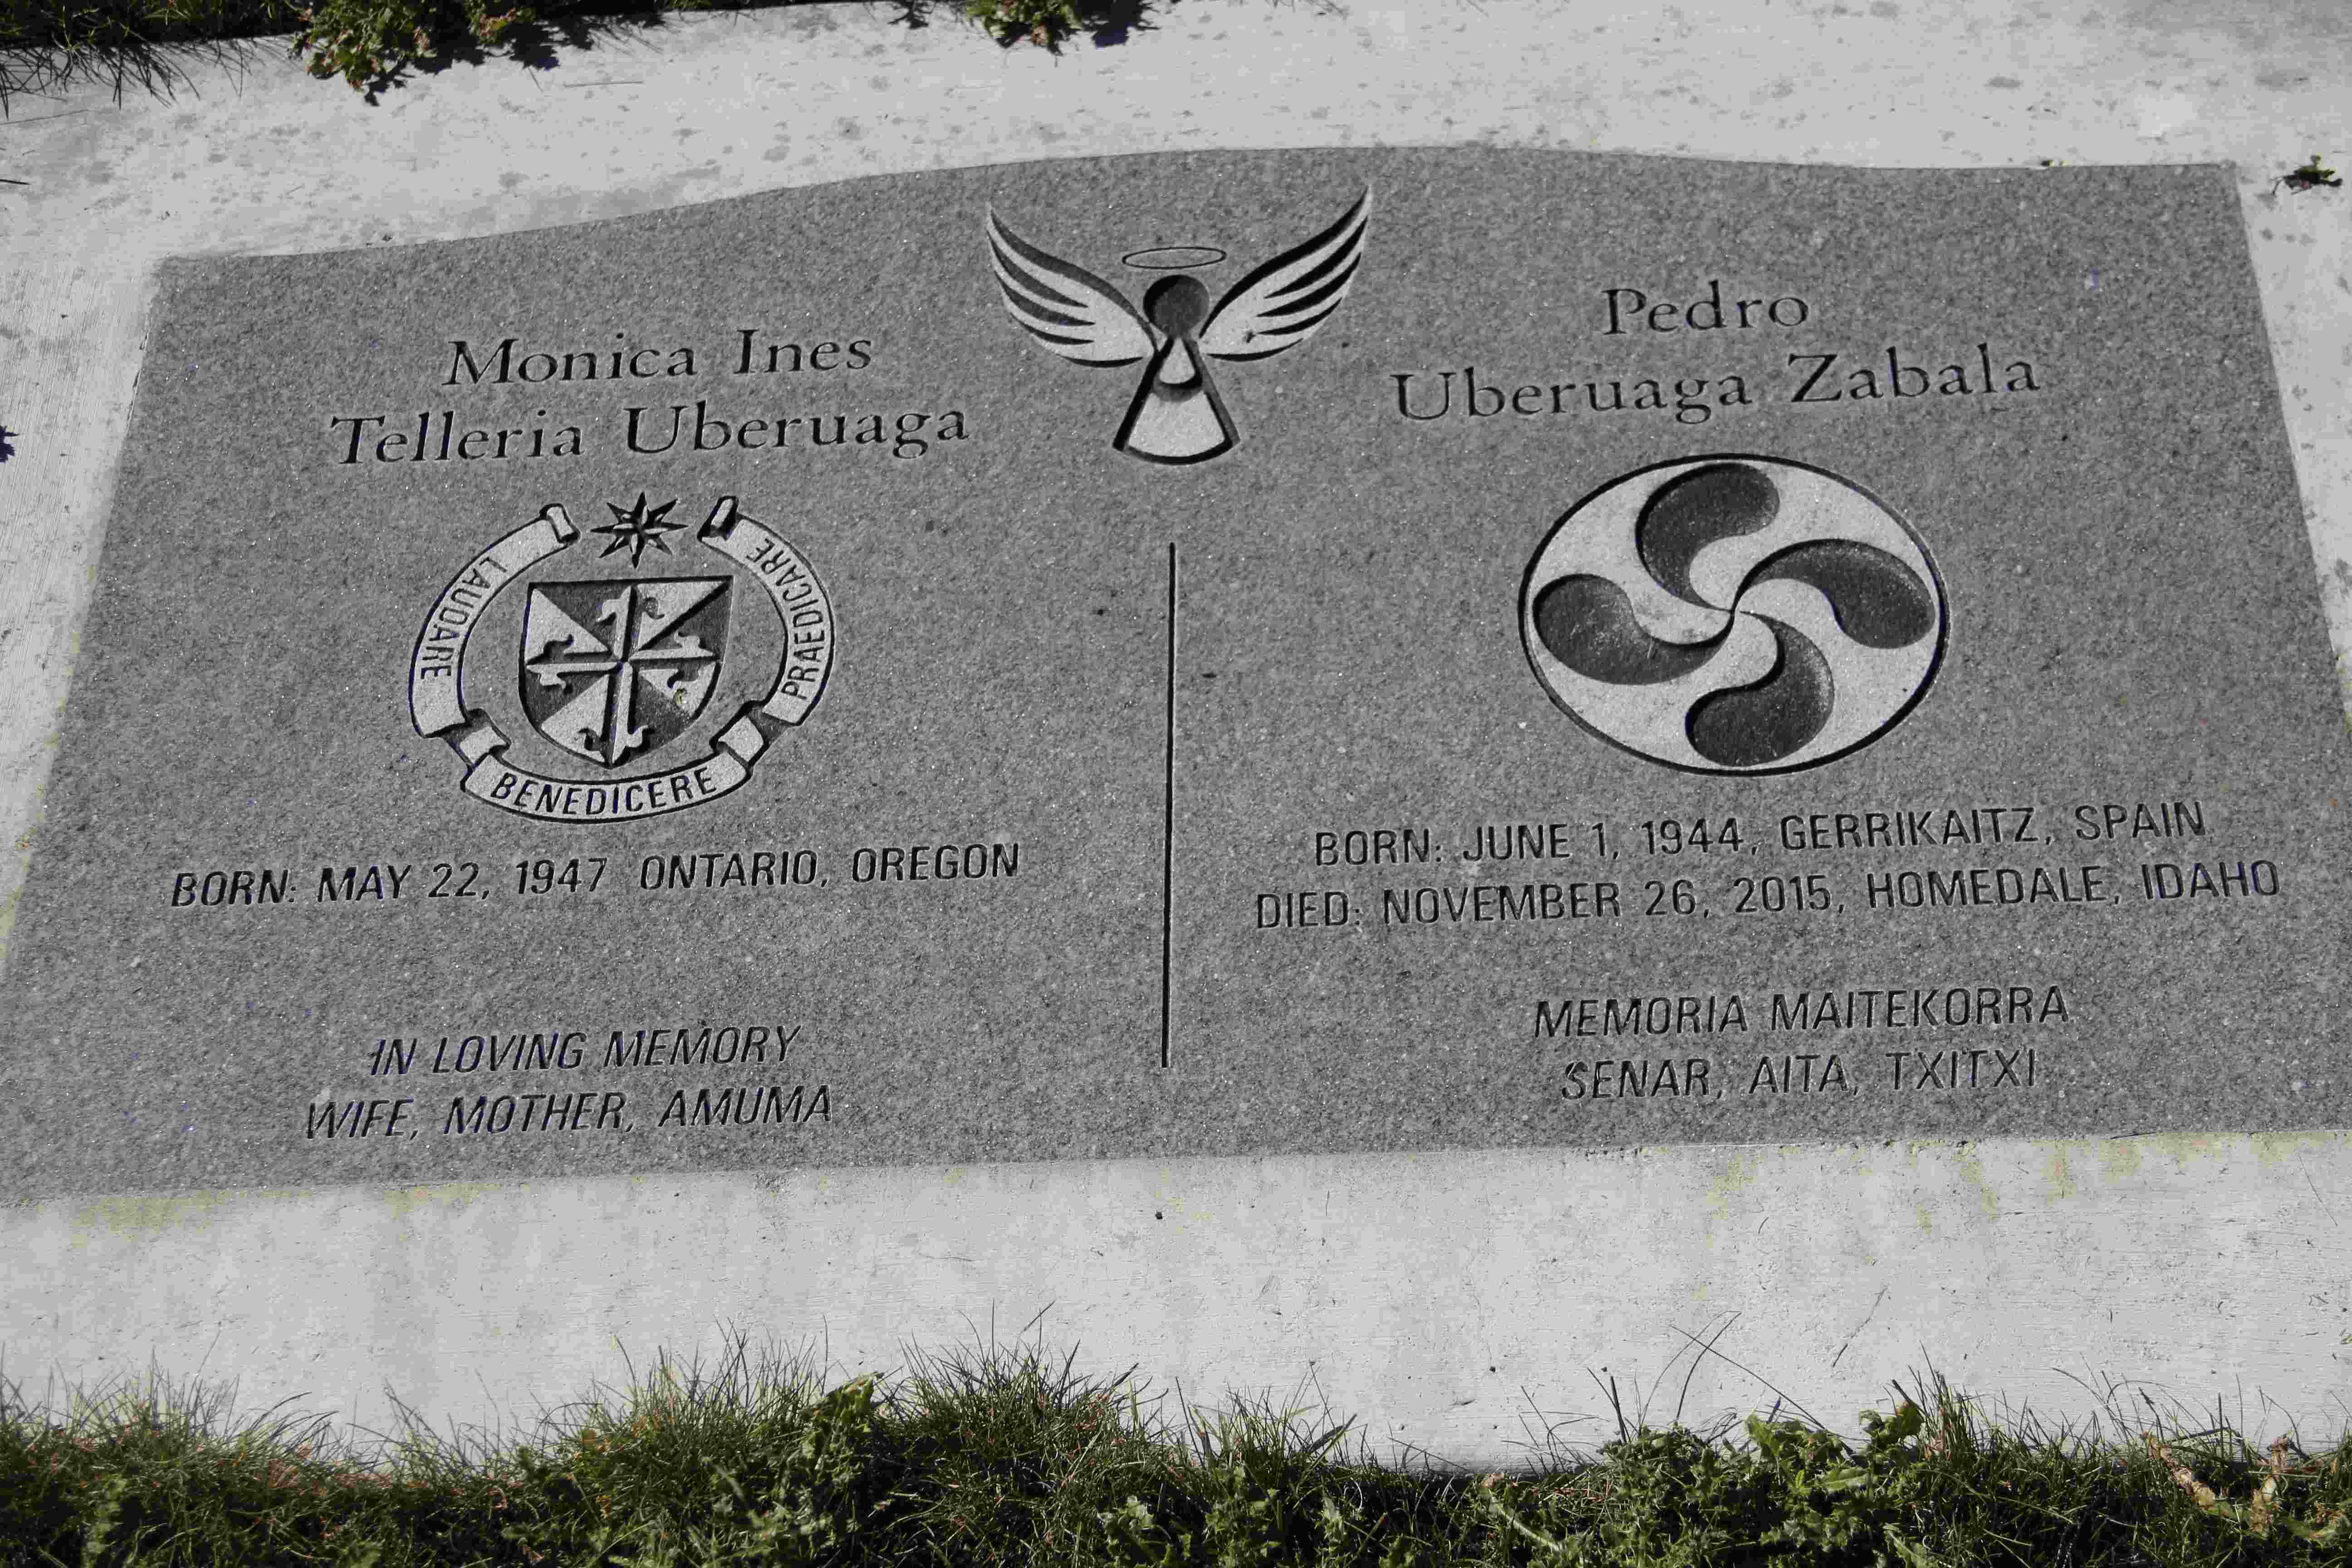 Monica Ines
Telleria Uberuaga
LAUDARE
BENEDICERE
PRAEDICARE
BORN: MAY 22, 1947 ONTARIO, OREGON
IN LOVING MEMORY
WIFE, MOTHER, AMUMA
Pedro
Uberuaga Zabala
BORN: JUNE 1, 1944, GERRIKAITZ, SPAIN
DIED: NOVEMBER 26, 2015, HOMEDALE, IDAHO
MEMORIA MAITEKORRA
SENAR, AITA, TXITXI